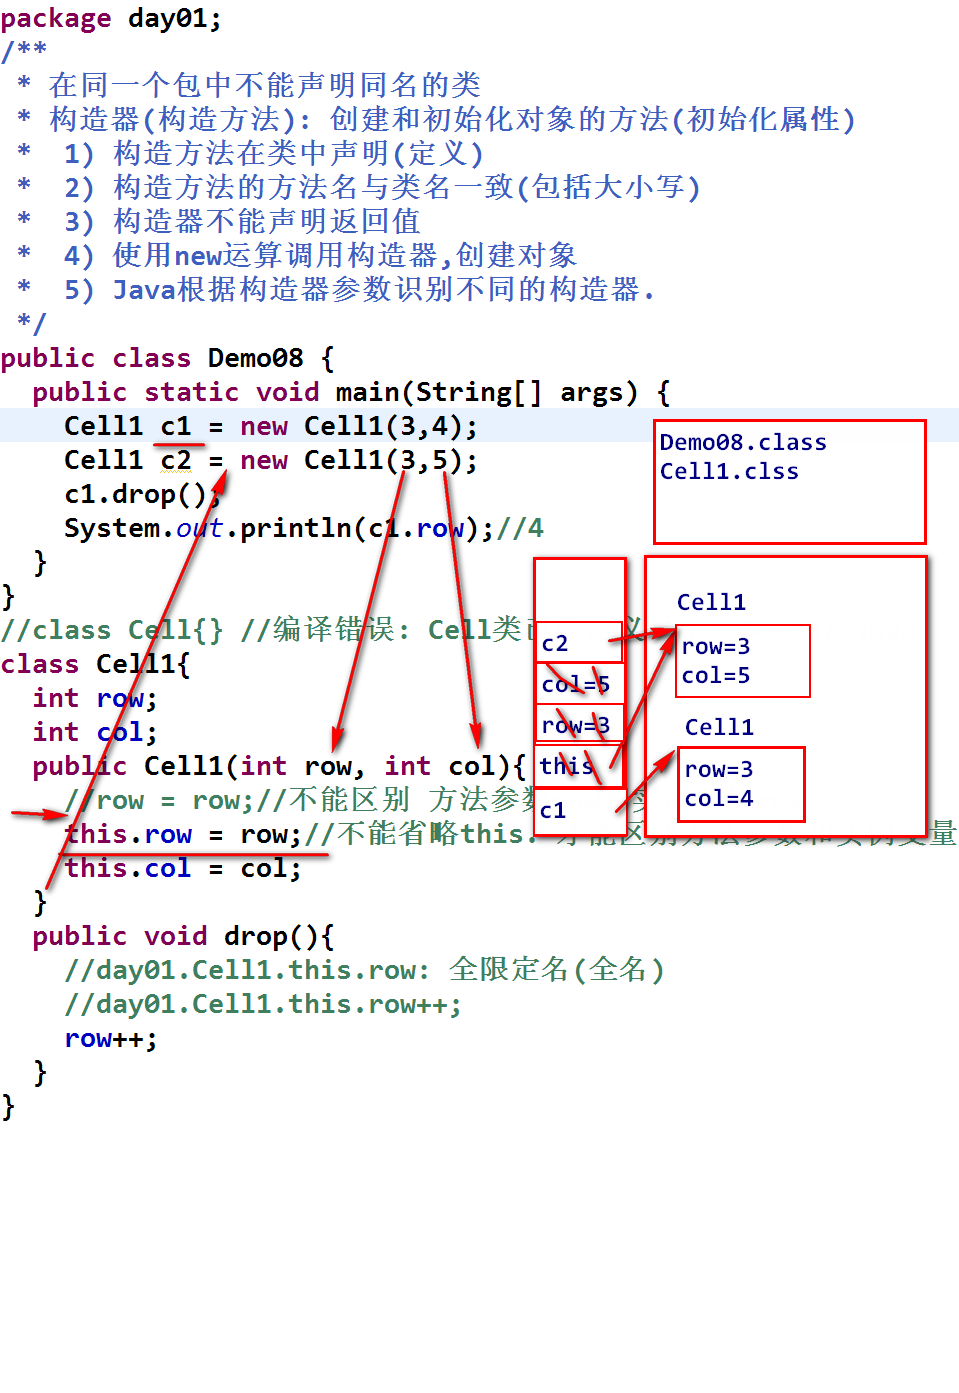 package day01;
/**
 * 在同一个包中不能声明同名的类
 * 构造器(构造方法): 创建和初始化对象的方法(初始化属性)
 *  1) 构造方法在类中声明(定义)
 *  2) 构造方法的方法名与类名一致(包括大小写)
 *  3) 构造器不能声明返回值
 *  4) 使用new运算调用构造器,创建对象
 *  5) Java根据构造器参数识别不同的构造器.
 */
public class Demo08 {
  public static void main(String[] args) {
    Cell1 c1 = new Cell1(3,4);
    Cell1 c2 = new Cell1(3,5);
    c1.drop();
    System.out.println(c1.row);//4
  }
}
//class Cell{} //编译错误: Cell类
class Cell1{
  int row;
  int col;
  public Cell1(int row, int col){
    //row = row;//不能区别 方法参数
    this.row = row;//不能省略this. 才能区别方法参数和实例变量
    this.col = col;
  }
  public void drop(){
    //day01.Cell1.this.row: 全限定名(全名)
    //day01.Cell1.this.row++;
    row++;
  }
}
Demo08.class
Cell1.clss
c2
col=5
row=3
this
c1
Cell1
row=3
col=5
Cell1
row=3
col=4